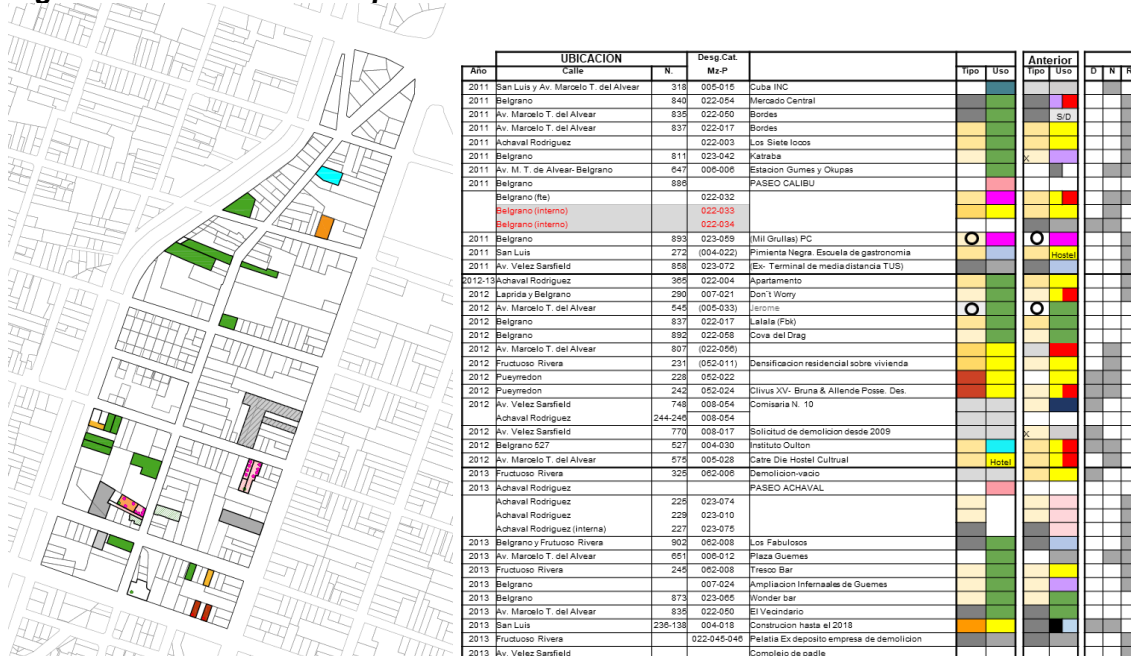 UBICACION Desg.Cat. Anterior
Año Calle N. Mz-P Tipo Uso Tipo Uso D N R
2011 San Luis y Av. Marcelo T. del Alvear 318 005-015 Cuba INC
2011 Belgrano 840 022-054 Mercado Central
2011 Av. Marcelo T. del Alvear 835 022-050 Bordes S/D
2011 Av. Marcelo T. del Alvear 837 022-017 Bordes
2011 Achaval Rodriguez 022-003 Los Siete locos
2011 Belgrano 811 023-042 Katraba X
2011 Av. M. T. de Alvear- Belgrano 647 006-006 Estacion Gumes y Okupas
2011 Belgrano 886 PASEO CALIBU
Belgrano (fte) 022-032
Belgrano (interno) 022-033
Belgrano (interno) 022-034
2011 Belgrano 893 023-059 (Mil Grullas) PC
2011 San Luis 272 (004-022) Pimienta Negra. Escuela de gastronomia Hostel
2011 Av. Velez Sarsfield 858 023-072 (Ex- Terminal de media distancia TUS)
2012-13 Achaval Rodriguez 365 022-004 Apartamento
2012 Laprida y Belgrano 290 007-021 Don`t Worry
2012 Av. Marcelo T. del Alvear 545 (005-033) Jerome
2012 Belgrano 837 022-017 Lalala (Fbk)
2012 Belgrano 892 022-058 Cova del Drag
2012 Av. Marcelo T. del Alvear 807 (022-056)
2012 Fructuoso Rivera 231 (052-011) Densificacion residencial sobre vivienda
2012 Pueyrredon 228 052-022
2012 Pueyrredon 242 052-024 Clivus XV- Bruna & Allende Posse. Des.
2012 Av. Velez Sarsfield 748 008-054 Comisaria N. 10
Achaval Rodriguez 244-246 008-054
2012 Av. Velez Sarsfield 770 008-017 Solicitud de demolicion desde 2009 X
2012 Belgrano 527 527 004-030 Instituto Oulton
2012 Av. Marcelo T. del Alvear 575 005-028 Catre Die Hostel Cultrual Hotel
2013 Fructuoso Rivera 325 062-006 Demolicion-vacio
2013 Achaval Rodriguez PASEO ACHAVAL
Achaval Rodriguez 225 023-074
Achaval Rodriguez 229 023-010
Achaval Rodriguez (interna) 227 023-075
2013 Belgrano y Frutuoso Rivera 902 062-008 Los Fabulosos
2013 Av. Marcelo T. del Alvear 651 006-012 Plaza Guemes
2013 Fructuoso Rivera 245 062-008 Tresco Bar
2013 Belgrano 007-024 Ampliacion Infernaales de Guemes
2013 Belgrano 873 023-065 Wonder bar
2013 Av. Marcelo T. del Alvear 835 022-050 El Vecindario
2013 San Luis 236-138 004-018 Construcion hasta el 2018
2013 Fructuoso Rivera 022-045-046 Pelatia Ex deposito empresa de demolicion
2013 Av. Velez Sarsfield Complejo de padle